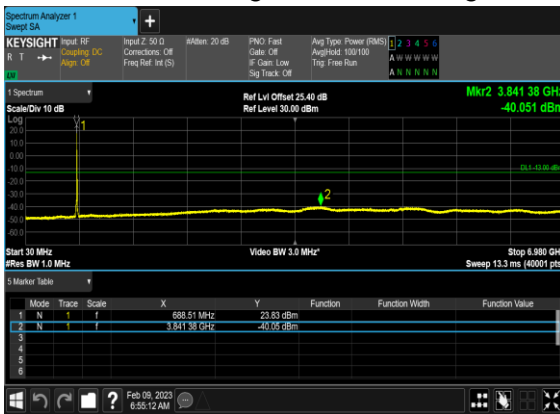 Spectrum Analyzer 1
Swept SA
KEYSIGHT
R T
LV
Input: RF
Coupling: DC
Align: Off
Input Z: 50 Ω
Corrections: Off
Freq Ref: Int (S)
#Atten: 20 dB
PNO: Fast
Gate: Off
IF Gain: Low
Sig Track: Off
Avg Type: Power (RMS)
Avg|Hold: 100/100
Trig: Free Run
1 2 3 4 5 6
A W W W W W
A N N N N N
1 Spectrum
Scale/Div 10 dB
Ref Lvl Offset 25.40 dB
Ref Level 30.00 dBm
Mkr2 3.841 38 GHz
-40.051 dBm
Log
20.0
10.0
0.00
-10.0
-20.0
-30.0
-40.0
-50.0
-60.0
1
2
DL1 -13.00 dB
Start 30 MHz
#Res BW 1.0 MHz
Video BW 3.0 MHz*
Stop 6.980 GH
Sweep 13.3 ms (40001 pts
5 Marker Table
Mode Trace Scale X Y Function Function Width Function Value
1 N 1 f 688.51 MHz 23.83 dBm
2 N 1 f 3.841 38 GHz -40.05 dBm
3
4
5
6
?
Feb 09, 2023
6:55:12 AM